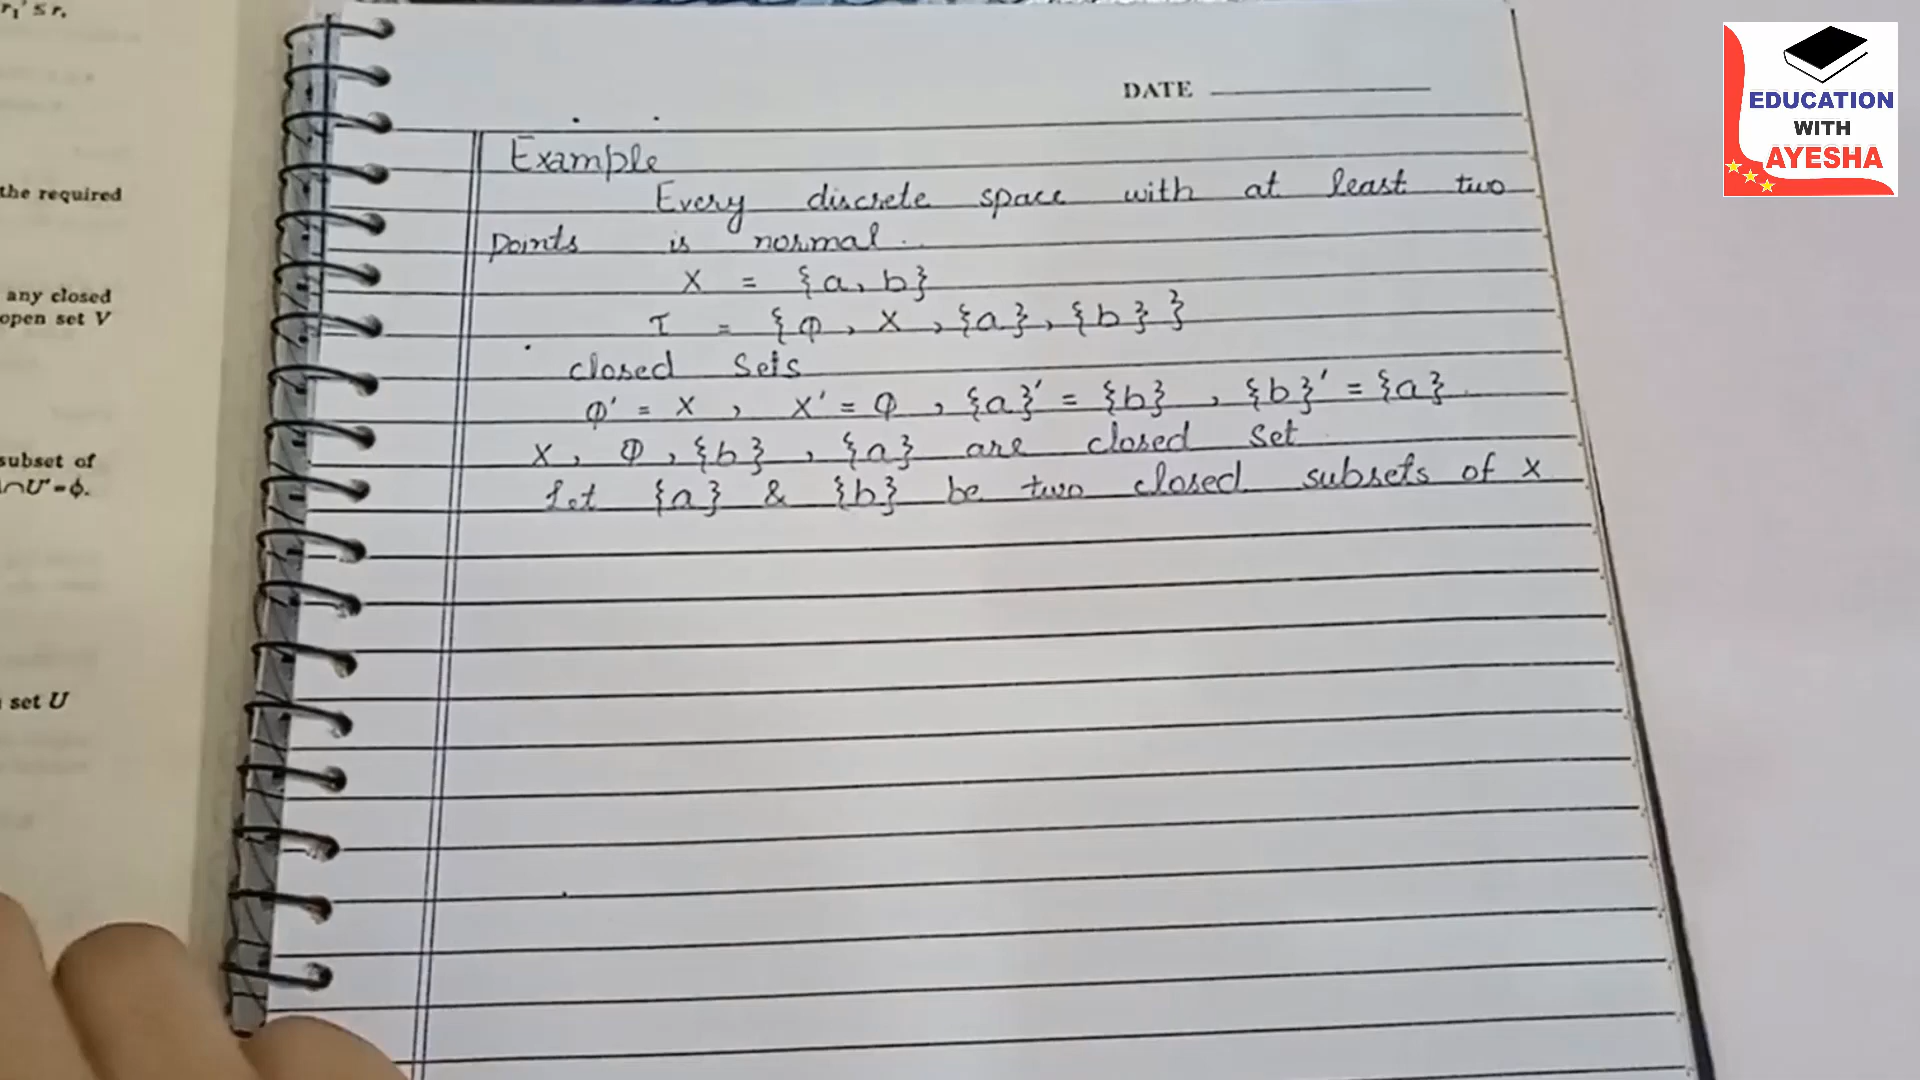 r₁' ≤ r.
the required
any closed
open set V
subset of
∩U'=ϕ.
set U
DATE
Example
Every discrete space with at least two
points is normal.
X = {a, b}
τ = {φ, X, {a}, {b} }
closed Sets
φ' = X, X' = φ, {a}' = {b}, {b}' = {a}.
X, φ, {b}, {a} are closed set
Let {a} & {b} be two closed subsets of X
EDUCATION
WITH
AYESHA